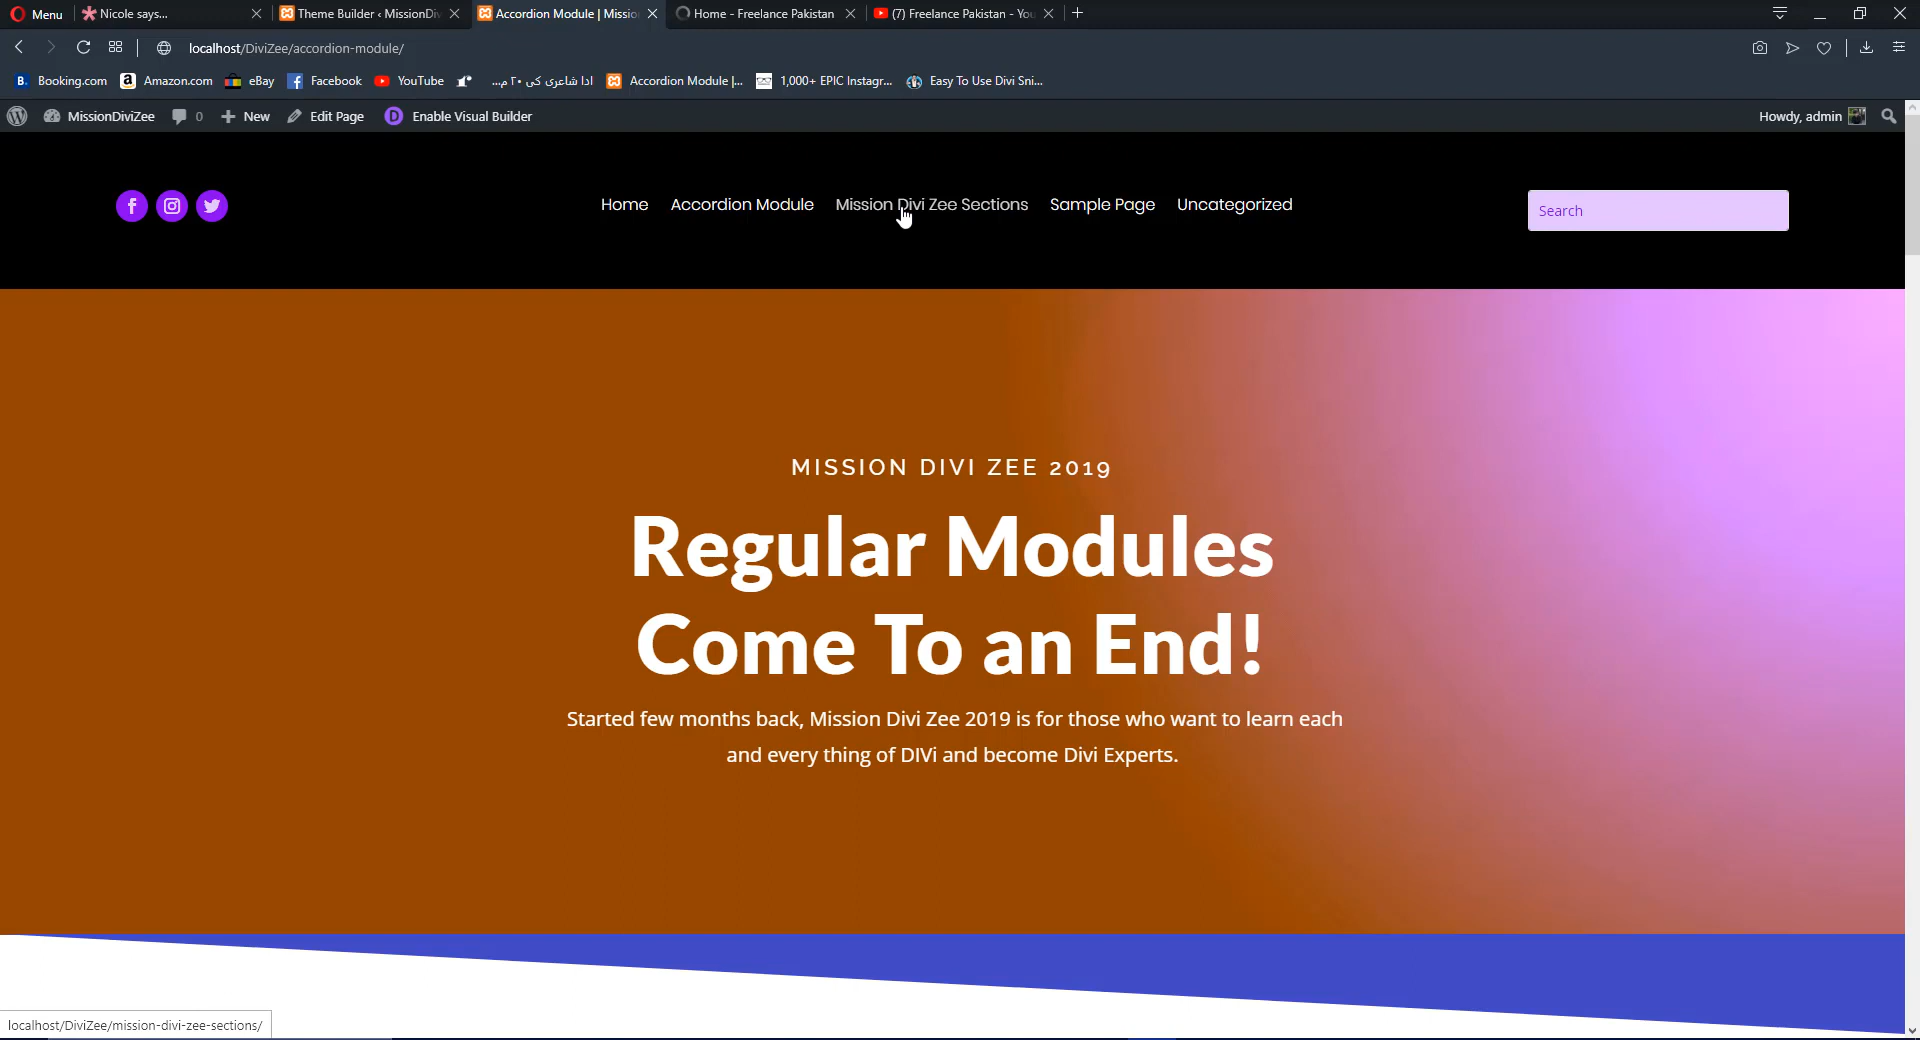 Menu
Nicole says...
Theme Builder ‹ MissionDiv
Accordion Module | Missio
Home - Freelance Pakistan
(7) Freelance Pakistan - You
localhost/DiviZee/accordion-module/
B. Booking.com
a Amazon.com
eBay
Facebook
YouTube
ادا شاعری کی ۲۰ م...
Accordion Module |...
1,000+ EPIC Instagr...
Easy To Use Divi Sni...
MissionDiviZee
0
New
Edit Page
D Enable Visual Builder
Howdy, admin
Home
Accordion Module
Mission Divi Zee Sections
Sample Page
Uncategorized
Search
MISSION DIVI ZEE 2019
Regular Modules
Come To an End!
Started few months back, Mission Divi Zee 2019 is for those who want to learn each
and every thing of DIVi and become Divi Experts.
localhost/DiviZee/mission-divi-zee-sections/